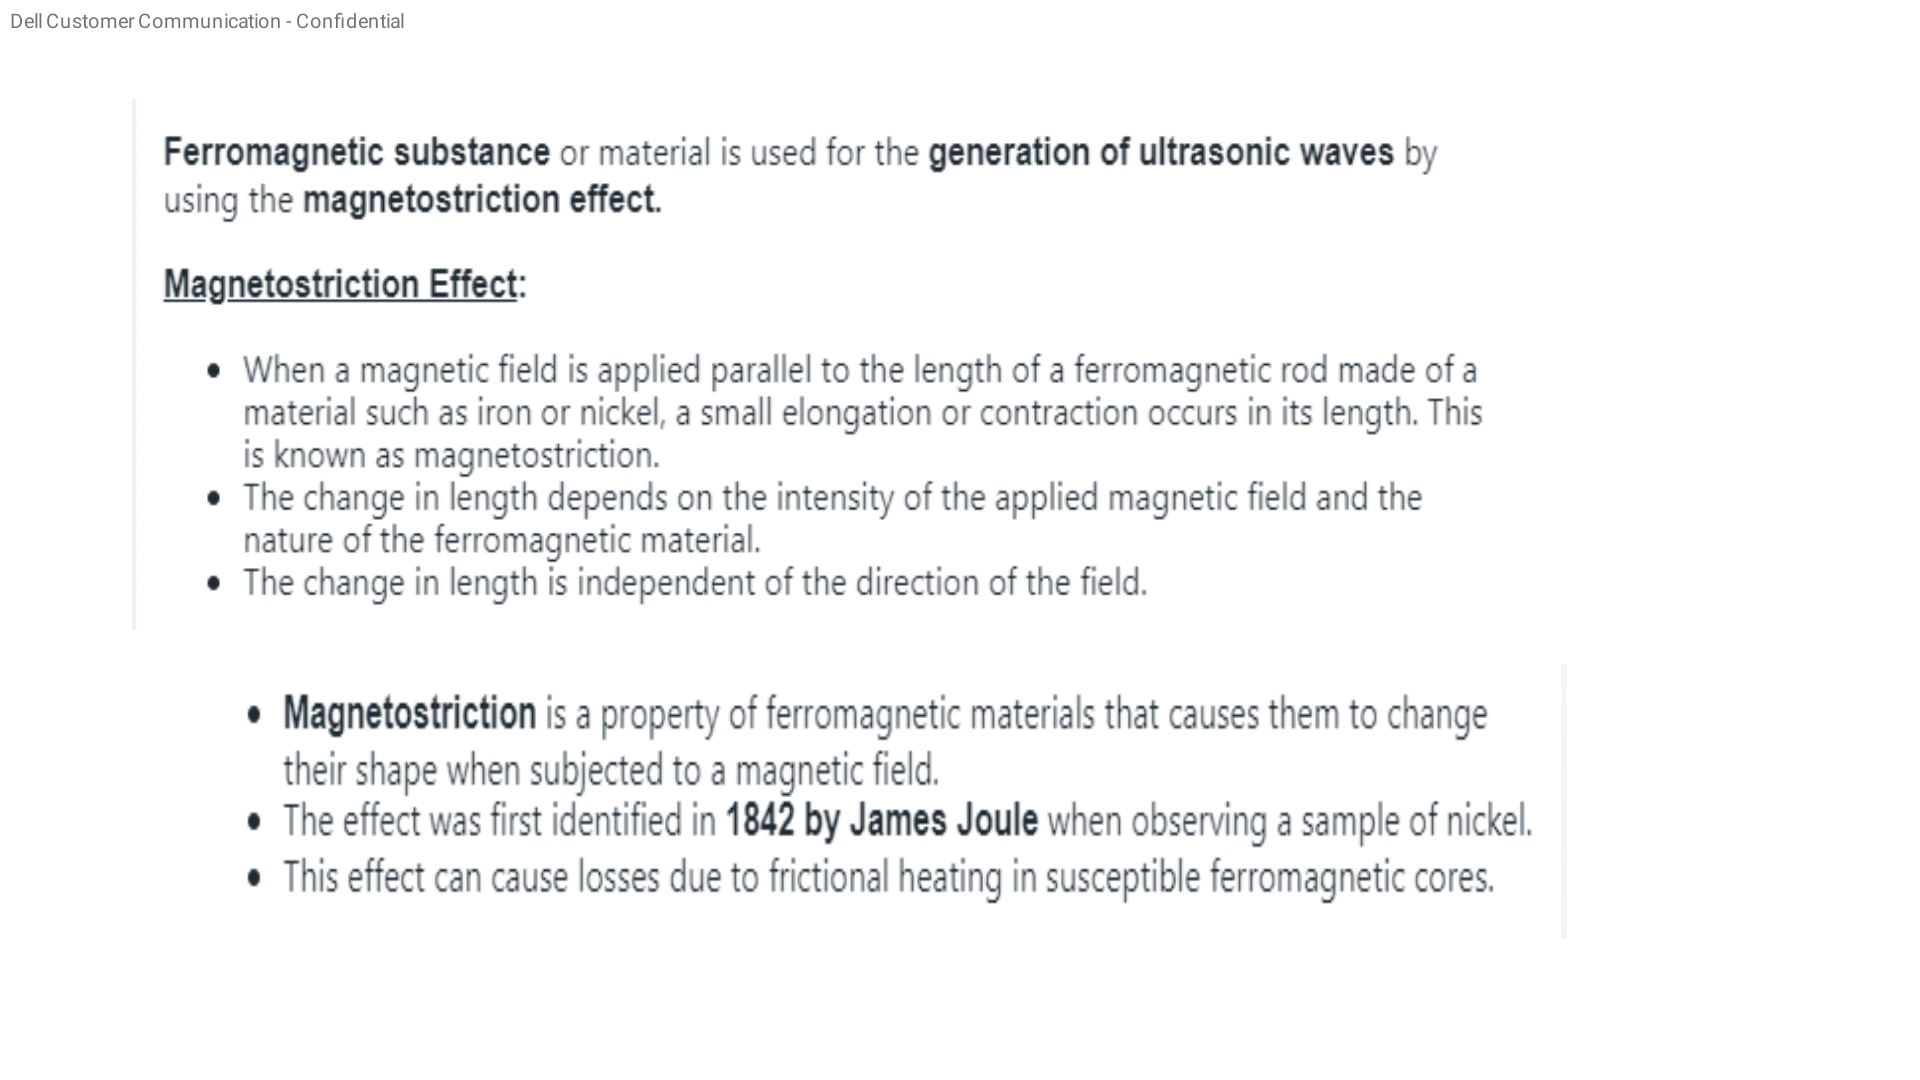 Dell Customer Communication - Confidential
Ferromagnetic substance or material is used for the generation of ultrasonic waves by
using the magnetostriction effect.
Magnetostriction Effect:
• When a magnetic field is applied parallel to the length of a ferromagnetic rod made of a
material such as iron or nickel, a small elongation or contraction occurs in its length. This
is known as magnetostriction.
• The change in length depends on the intensity of the applied magnetic field and the
nature of the ferromagnetic material.
• The change in length is independent of the direction of the field.
• Magnetostriction is a property of ferromagnetic materials that causes them to change
their shape when subjected to a magnetic field.
• The effect was first identified in 1842 by James Joule when observing a sample of nickel.
• This effect can cause losses due to frictional heating in susceptible ferromagnetic cores.